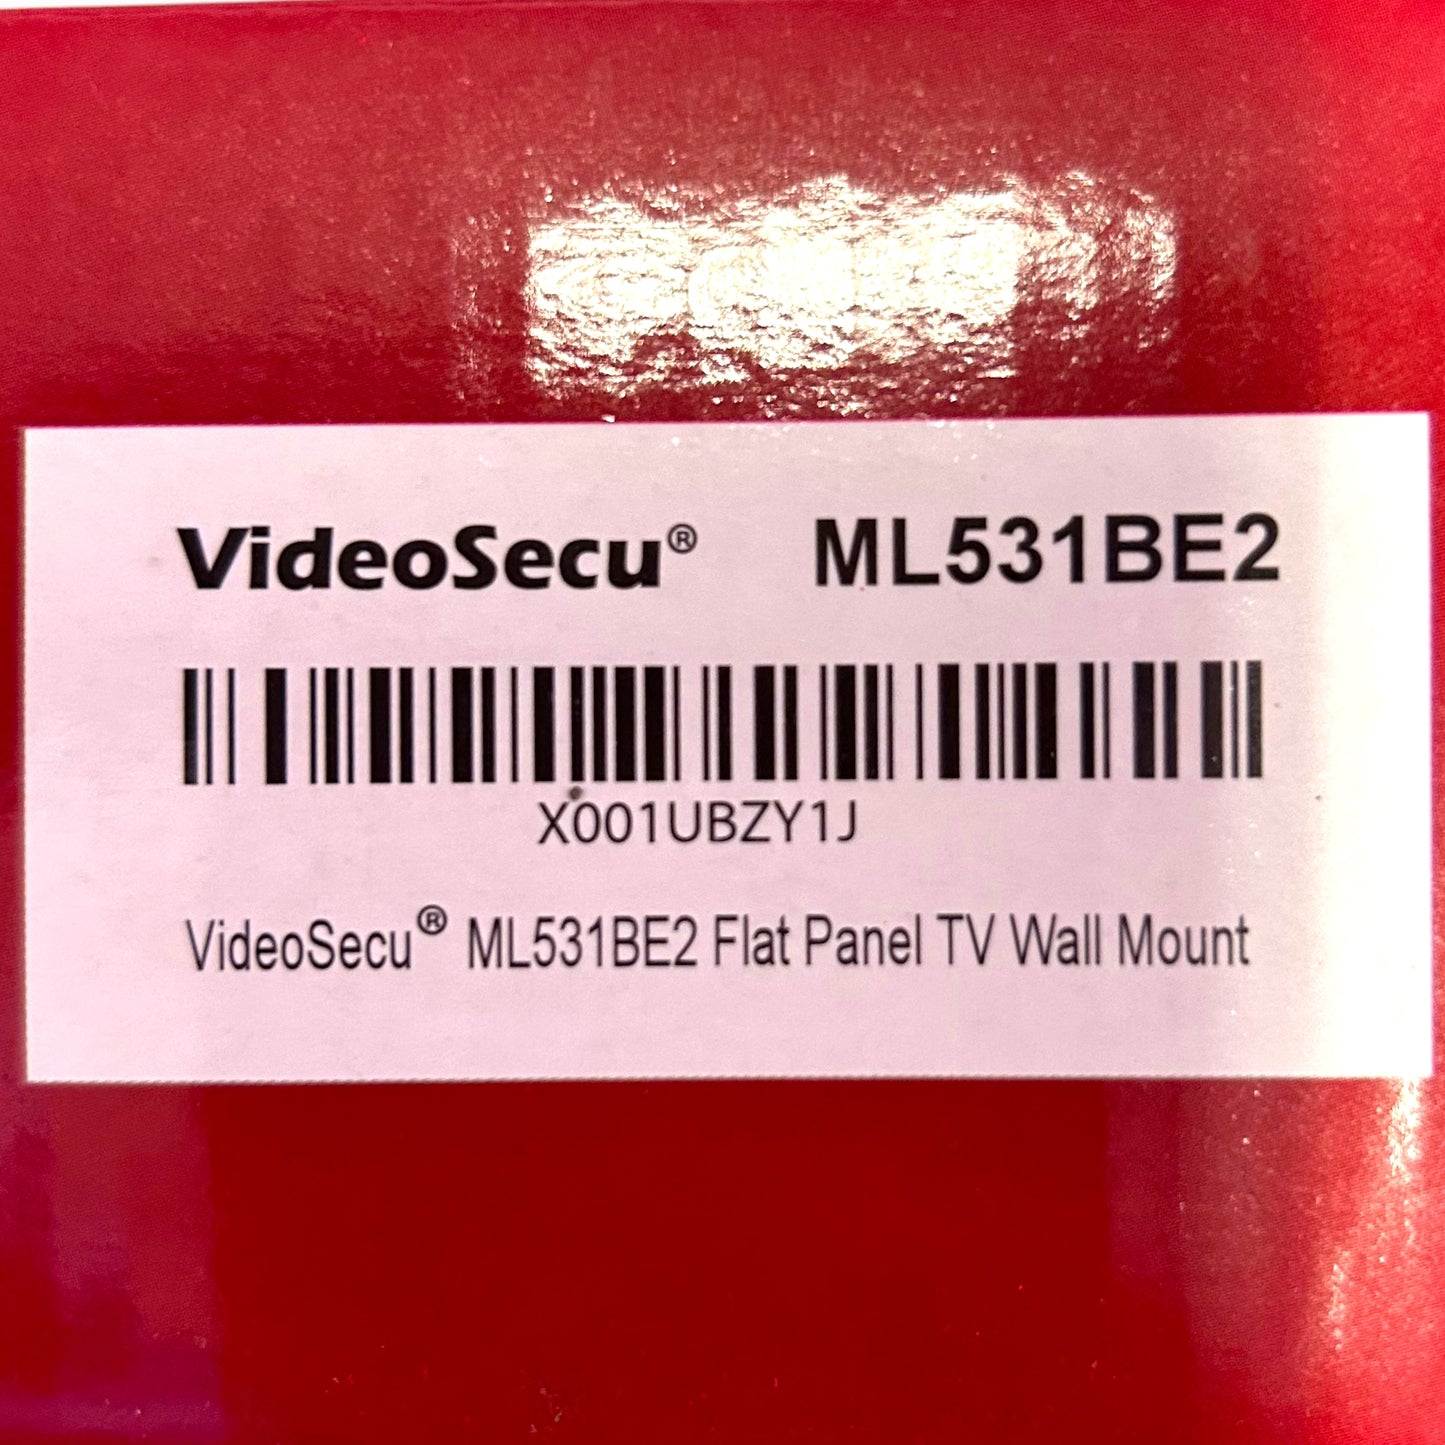 VideoSecu® ML531BE2
X001UBZY1J
VideoSecu® ML531BE2 Flat Panel TV Wall Mount